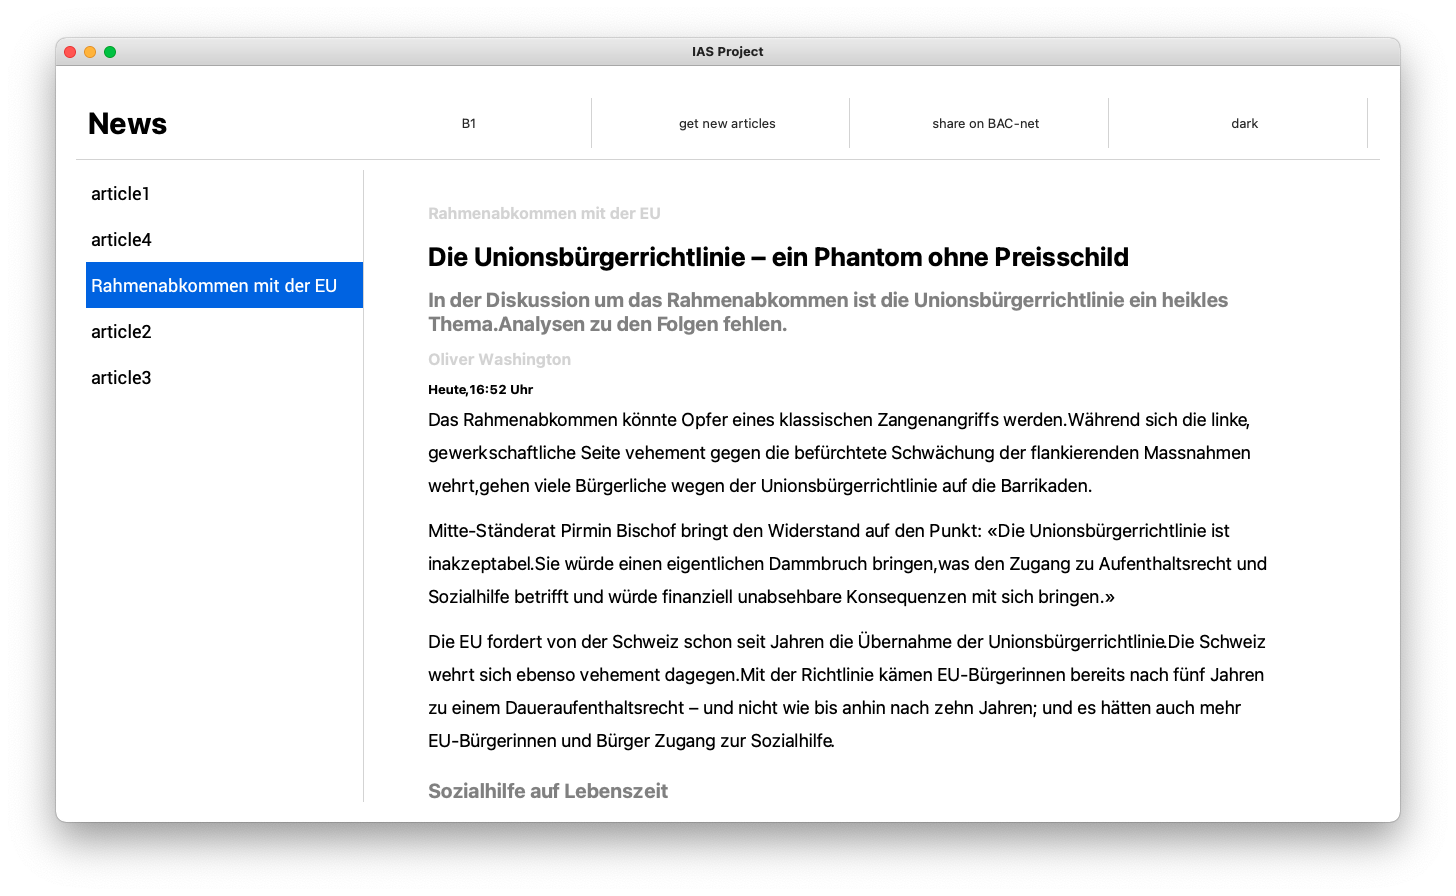 IAS Project
News
B1
get new articles
share on BAC-net
dark
article1
article4
Rahmenabkommen mit der EU
article2
article3
Rahmenabkommen mit der EU
Die Unionsbürgerrichtlinie – ein Phantom ohne Preisschild
In der Diskussion um das Rahmenabkommen ist die Unionsbürgerrichtlinie ein heikles
Thema.Analysen zu den Folgen fehlen.
Oliver Washington
Heute,16:52 Uhr
Das Rahmenabkommen könnte Opfer eines klassischen Zangenangriffs werden.Während sich die linke,
gewerkschaftliche Seite vehement gegen die befürchtete Schwächung der flankierenden Massnahmen
wehrt,gehen viele Bürgerliche wegen der Unionsbürgerrichtlinie auf die Barrikaden.
Mitte-Ständerat Pirmin Bischof bringt den Widerstand auf den Punkt: «Die Unionsbürgerrichtlinie ist
inakzeptabel.Sie würde einen eigentlichen Dammbruch bringen,was den Zugang zu Aufenthaltsrecht und
Sozialhilfe betrifft und würde finanziell unabsehbare Konsequenzen mit sich bringen.»
Die EU fordert von der Schweiz schon seit Jahren die Übernahme der Unionsbürgerrichtlinie.Die Schweiz
wehrt sich ebenso vehement dagegen.Mit der Richtlinie kämen EU-Bürgerinnen bereits nach fünf Jahren
zu einem Daueraufenthaltsrecht – und nicht wie bis anhin nach zehn Jahren; und es hätten auch mehr
EU-Bürgerinnen und Bürger Zugang zur Sozialhilfe.
Sozialhilfe auf Lebenszeit